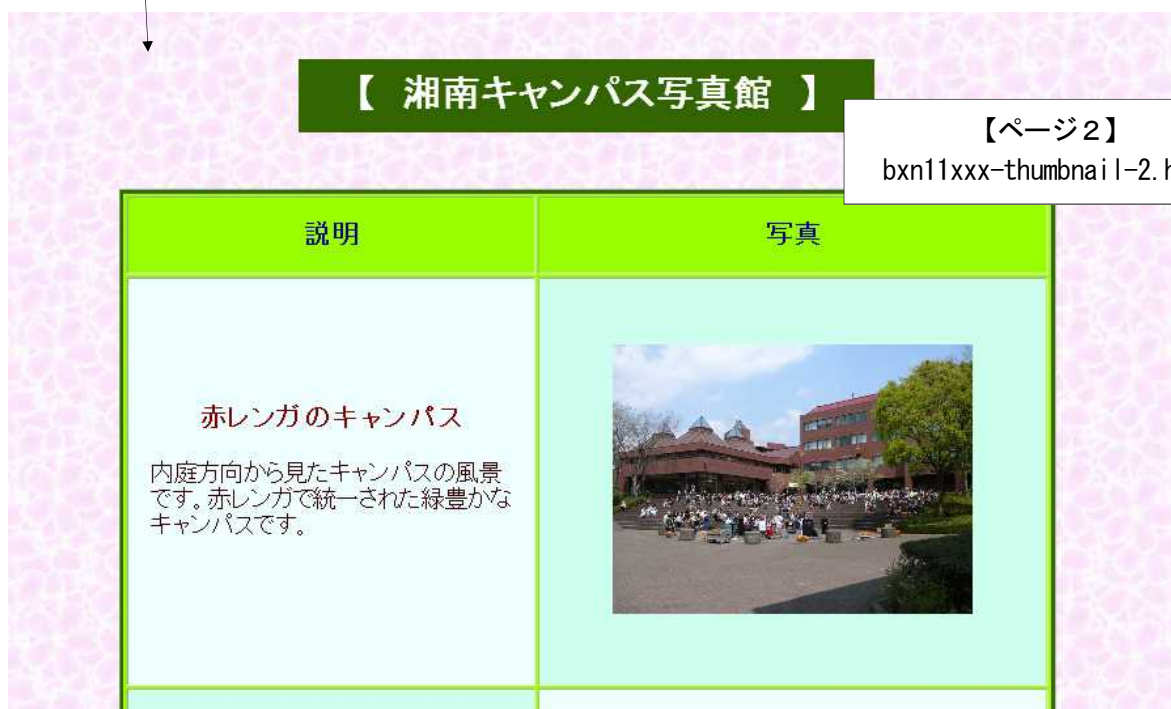 【 湘南キャンパス写真館 】
【ページ２】
bxn11xxx-thumbnail-2.h
説明
写真
赤レンガのキャンパス
内庭方向から見たキャンパスの風景
です。赤レンガで統一された緑豊かな
キャンパスです。